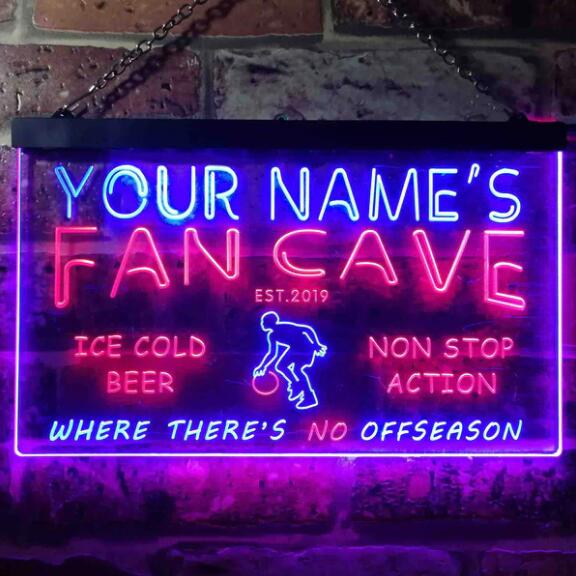 YOUR NAME'S
FAN CAVE
EST.2019
ICE COLD
BEER
NON STOP
ACTION
WHERE THERE'S NO OFFSEASON